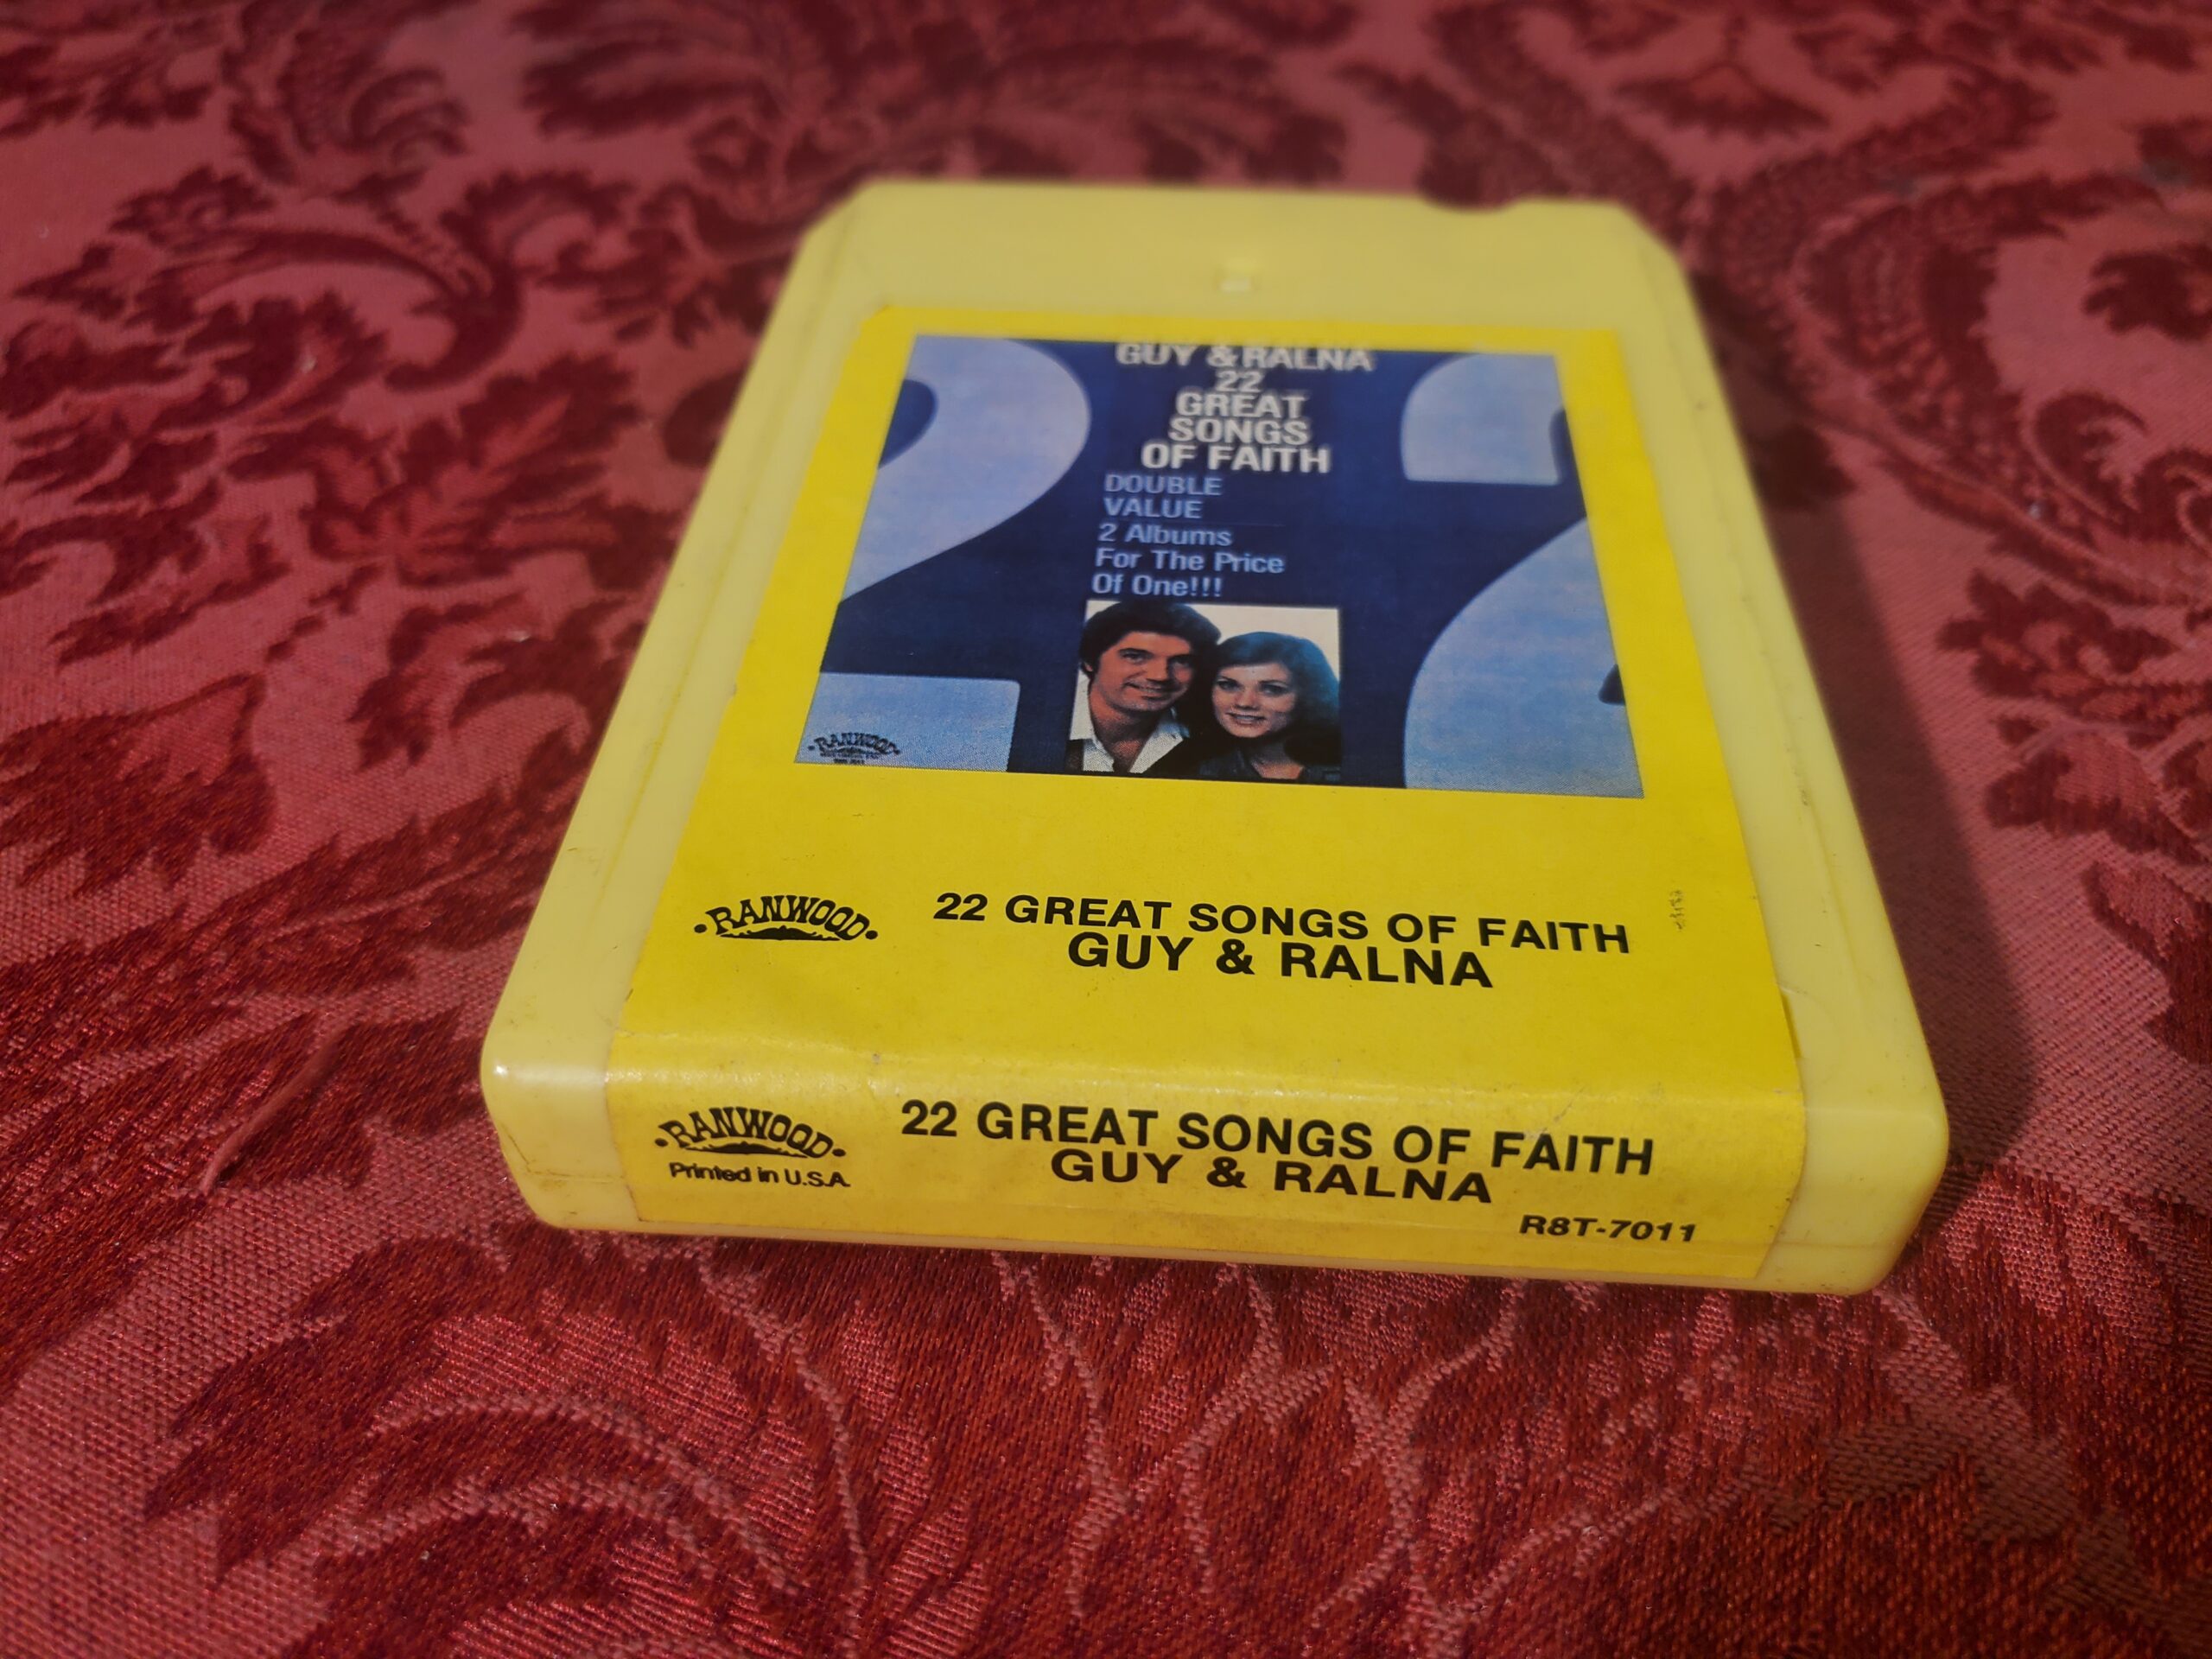 GUY & RALNA
22
GREAT
SONGS
OF FAITH
DOUBLE
VALUE
2 Albums
For The Price
Of One!!!
RANWOOD
RANWOOD
22 GREAT SONGS OF FAITH
GUY & RALNA
RANWOOD
Printed in U.S.A.
22 GREAT SONGS OF FAITH
GUY & RALNA
R8T-7011